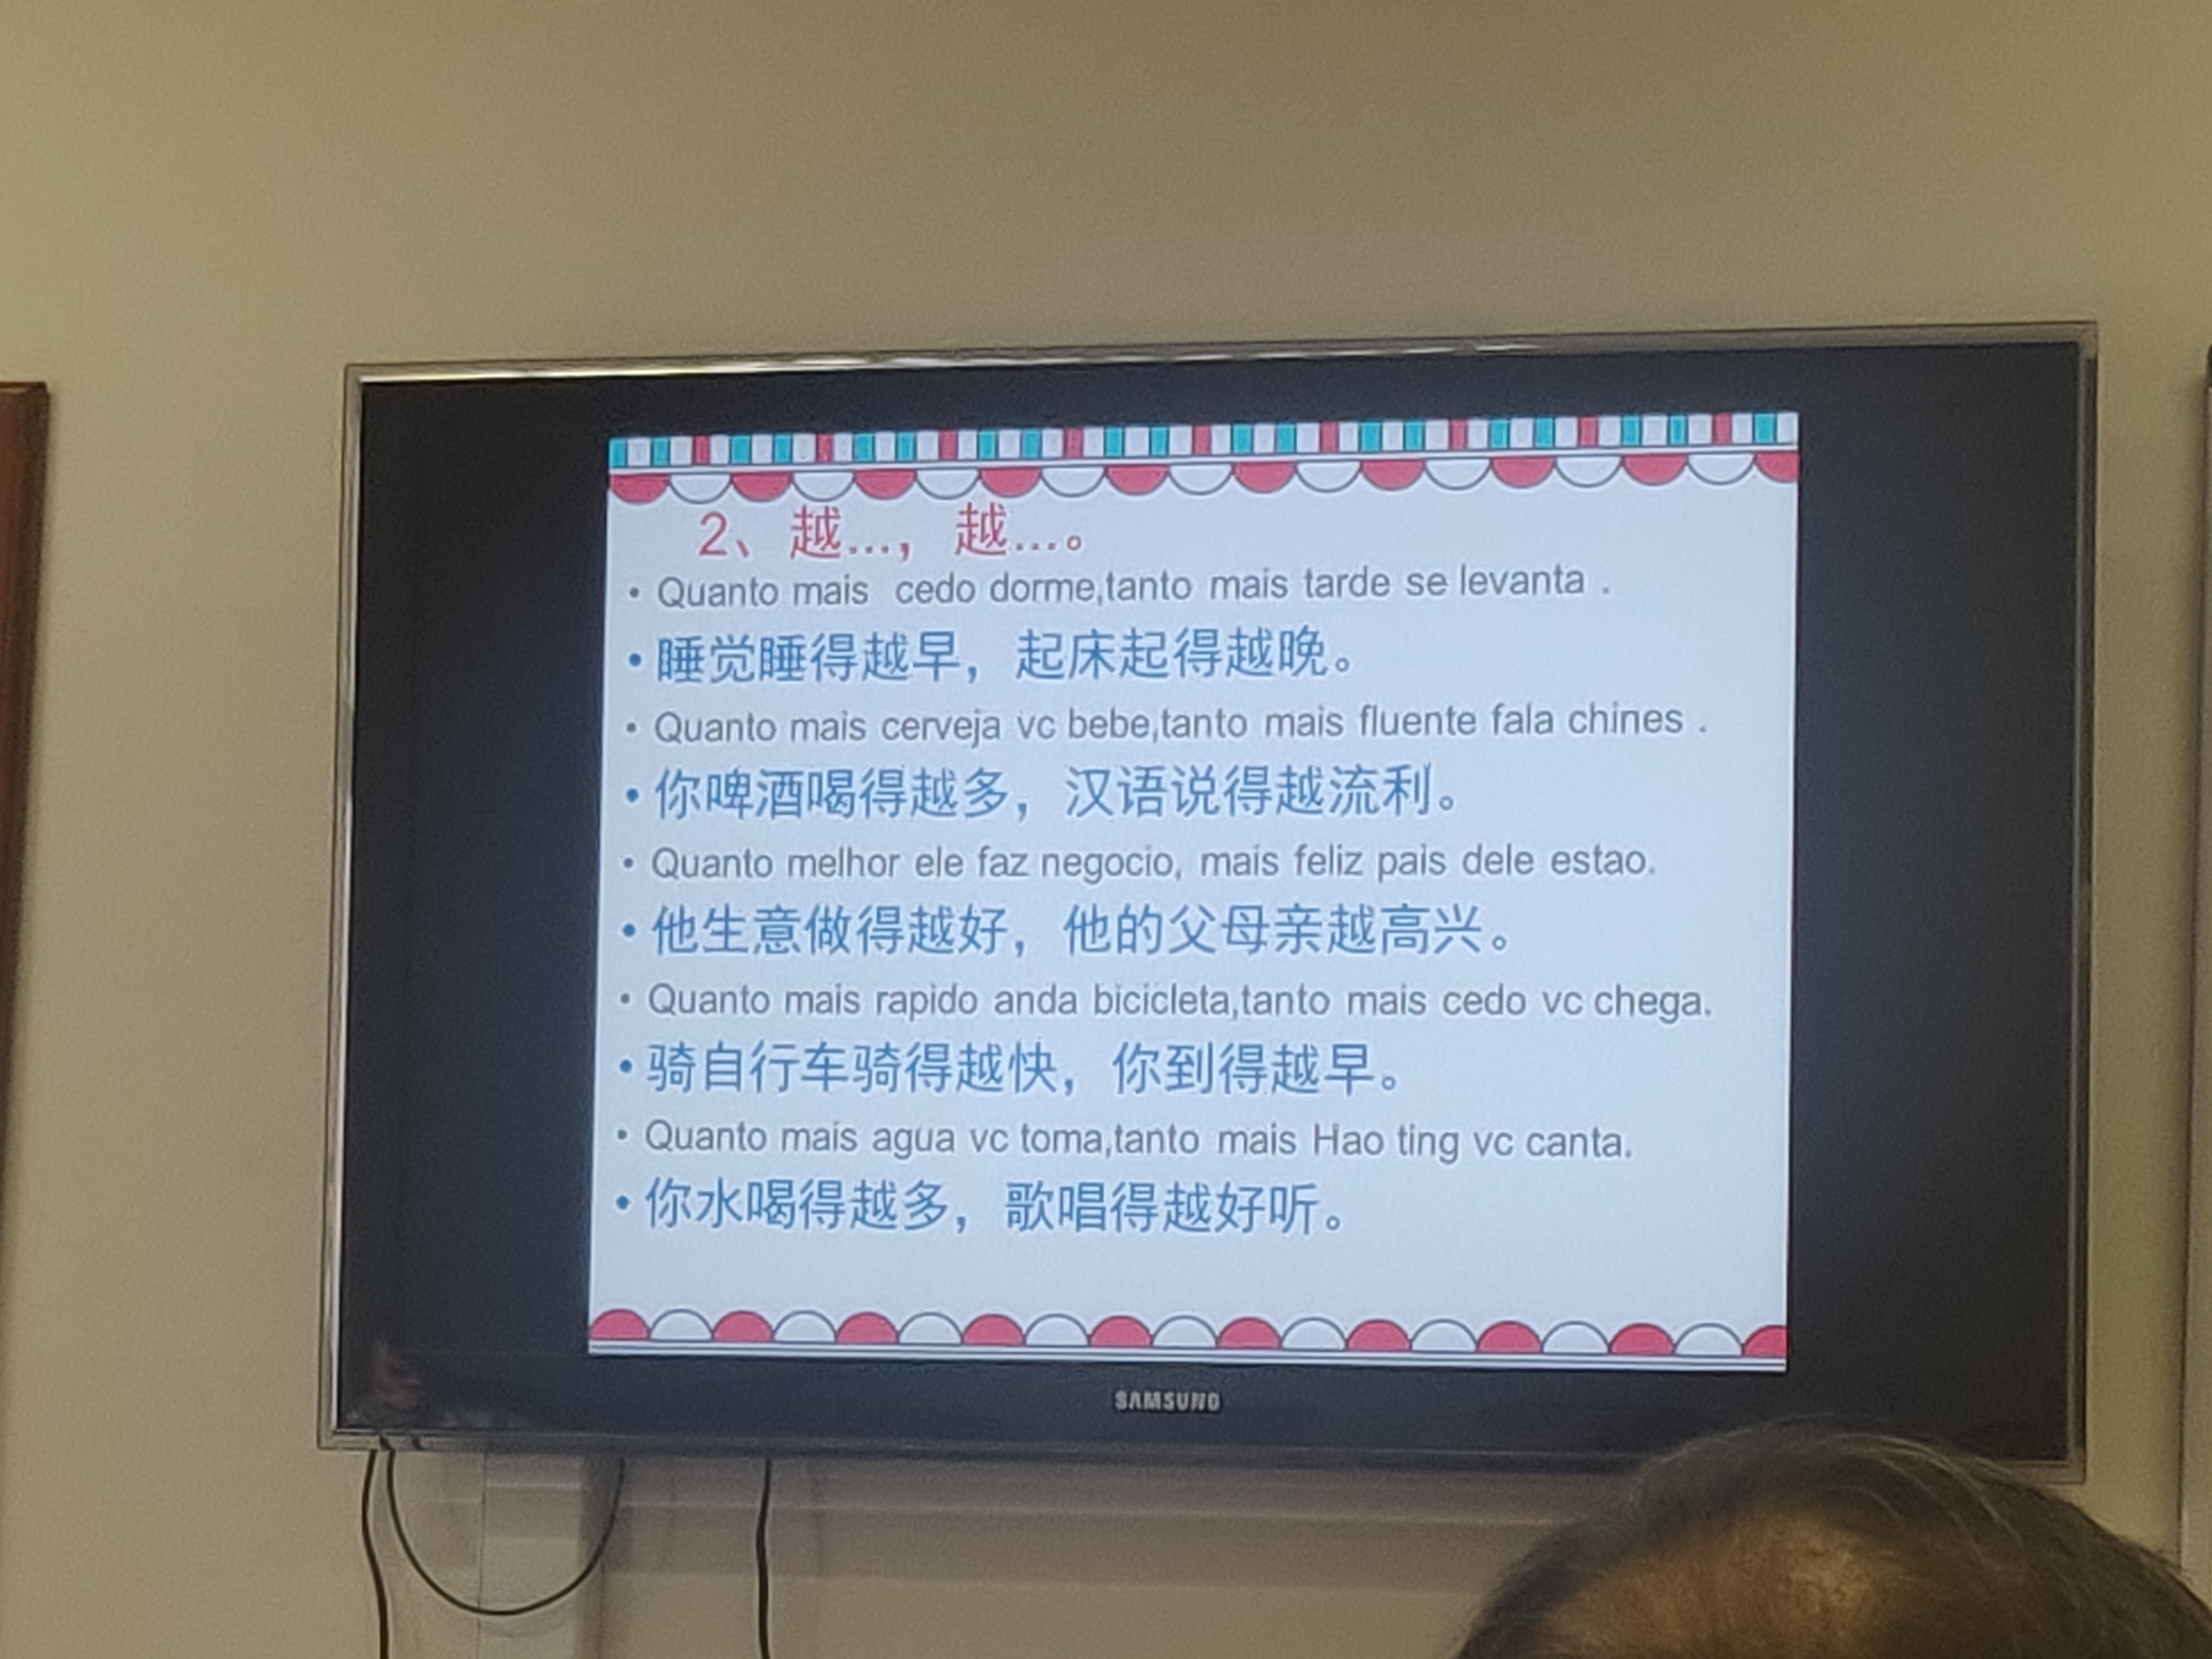 2、越…，越…。
• Quanto mais cedo dorme,tanto mais tarde se levanta .
• 睡觉睡得越早，起床起得越晚。
• Quanto mais cerveja vc bebe,tanto mais fluente fala chines .
• 你啤酒喝得越多，汉语说得越流利。
• Quanto melhor ele faz negocio, mais feliz pais dele estao.
• 他生意做得越好，他的父母亲越高兴。
• Quanto mais rapido anda bicicleta,tanto mais cedo vc chega.
• 骑自行车骑得越快，你到得越早。
• Quanto mais agua vc toma,tanto mais Hao ting vc canta.
• 你水喝得越多，歌唱得越好听。
SAMSUNG